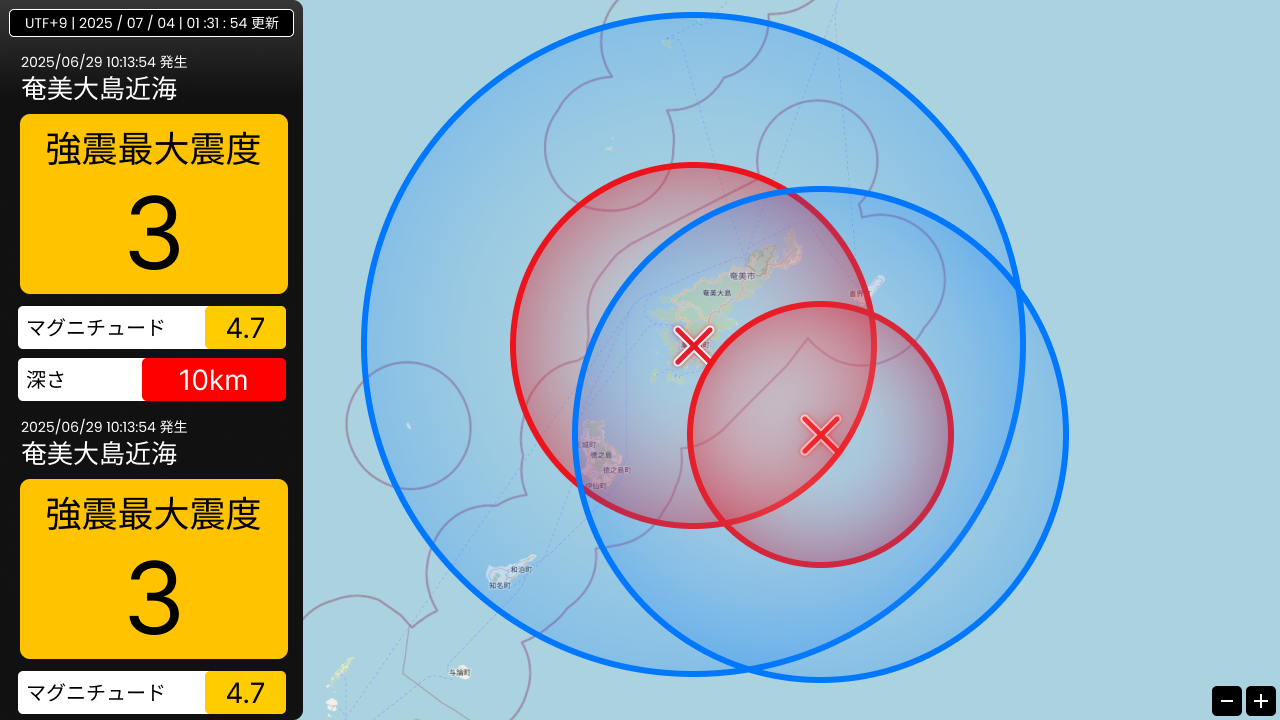 UTF+9 | 2025 / 07 / 04 | 01 :31 : 54 更新
2025/06/29 10:13:54 発生
奄美大島近海
強震最大震度
3
マグニチュード 4.7
深さ 10km
2025/06/29 10:13:54 発生
奄美大島近海
強震最大震度
3
マグニチュード 4.7
奄美市
奄美大島
徳之島
徳之島町
伊仙町
和泊町
知名町
与論町